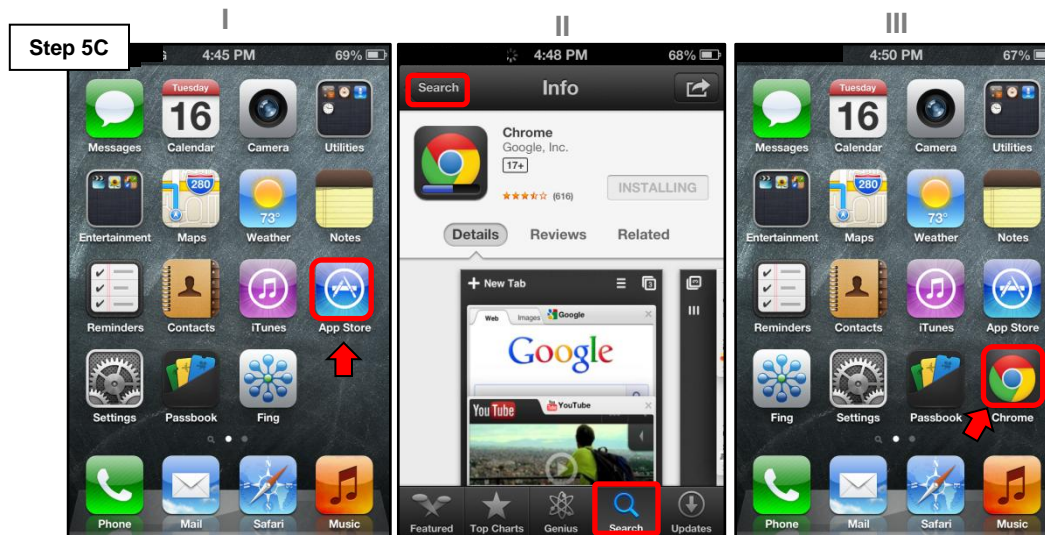 I
II
III
Step 5C
4:45 PM
69%
Tuesday
16
Messages
Calendar
Camera
Utilities
280
73°
Entertainment
Maps
Weather
Notes
Reminders
Contacts
iTunes
App Store
Settings
Passbook
Fing
Phone
Mail
Safari
Music
4:48 PM
68%
Search
Info
Chrome
Google, Inc.
17+
(616)
INSTALLING
Details
Reviews
Related
New Tab
Web
Images
Google
Google
You Tube
YouTube
Featured
Top Charts
Genius
Search
Updates
4:50 PM
67%
Tuesday
16
Messages
Calendar
Camera
Utilities
280
73°
Entertainment
Maps
Weather
Notes
Reminders
Contacts
iTunes
App Store
Fing
Settings
Passbook
Chrome
Phone
Mail
Safari
Music